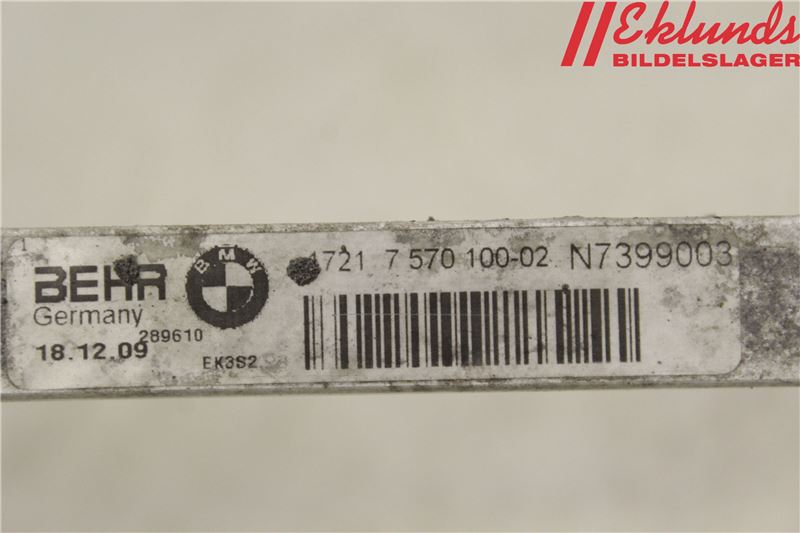 Eklunds
BILDELSLAGER
BEHR
Germany
289610
18.12.09
BMW
EK3S2
1721 7 570 100-02 N7399003